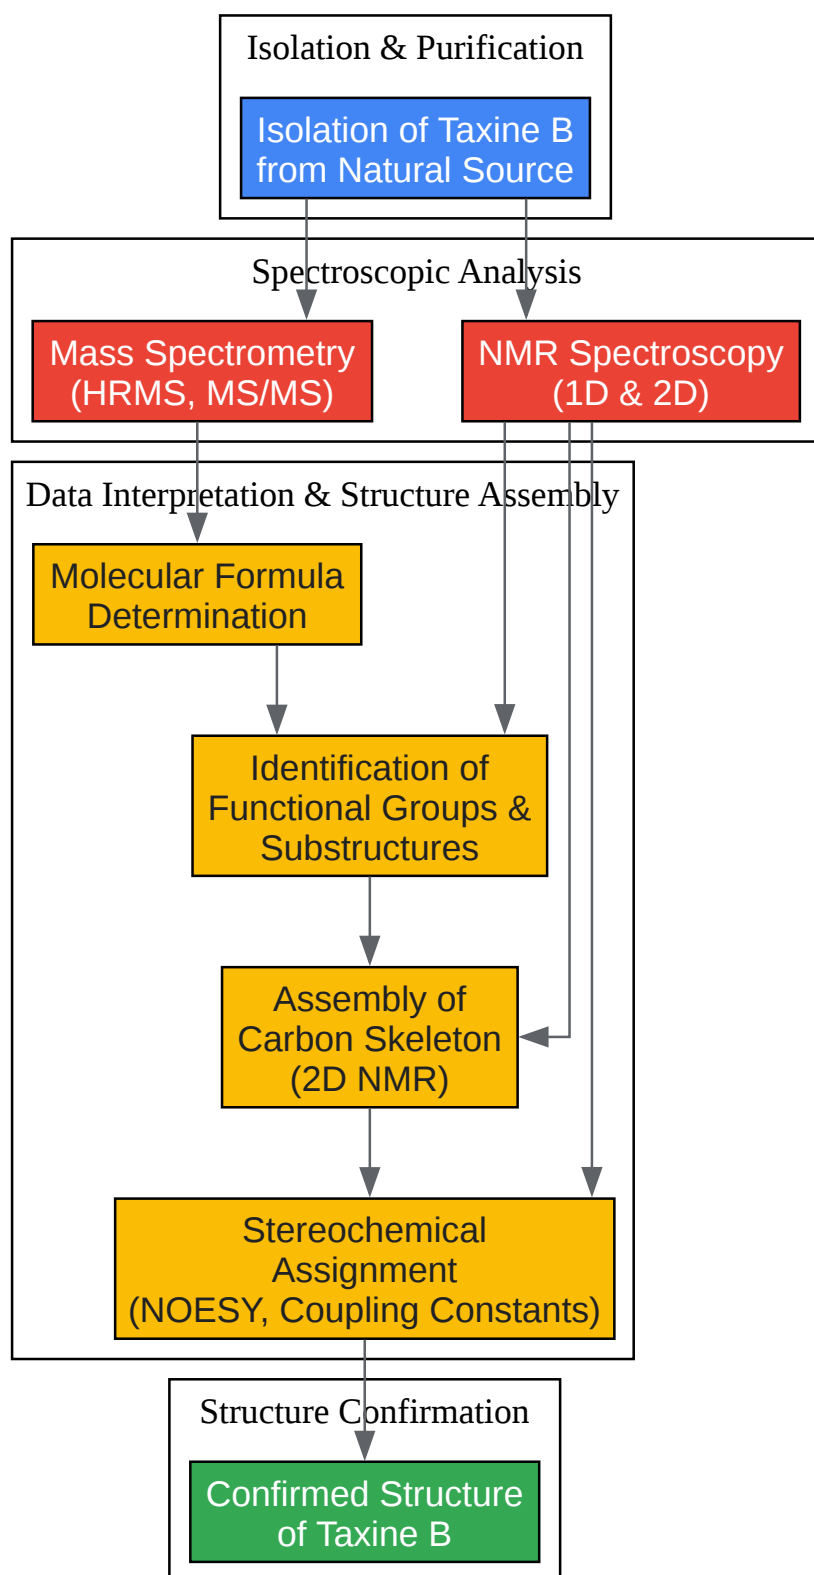 Isolation & Purification
Isolation of Taxine B
from Natural Source
Spectroscopic Analysis
Mass Spectrometry
(HRMS, MS/MS)
NMR Spectroscopy
(1D & 2D)
Data Interpretation & Structure Assembly
Molecular Formula
Determination
Identification of
Functional Groups &
Substructures
Assembly of
Carbon Skeleton
(2D NMR)
Stereochemical
Assignment
(NOESY, Coupling Constants)
Structure Confirmation
Confirmed Structure
of Taxine B